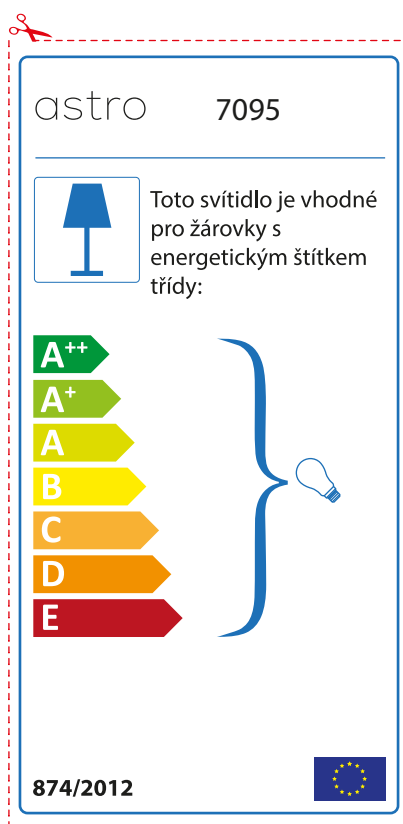 astro 7095
Toto svítidlo je vhodné
pro žárovky s
energetickým štítkem
třídy:
A++
A+
A
B
C
D
E
874/2012